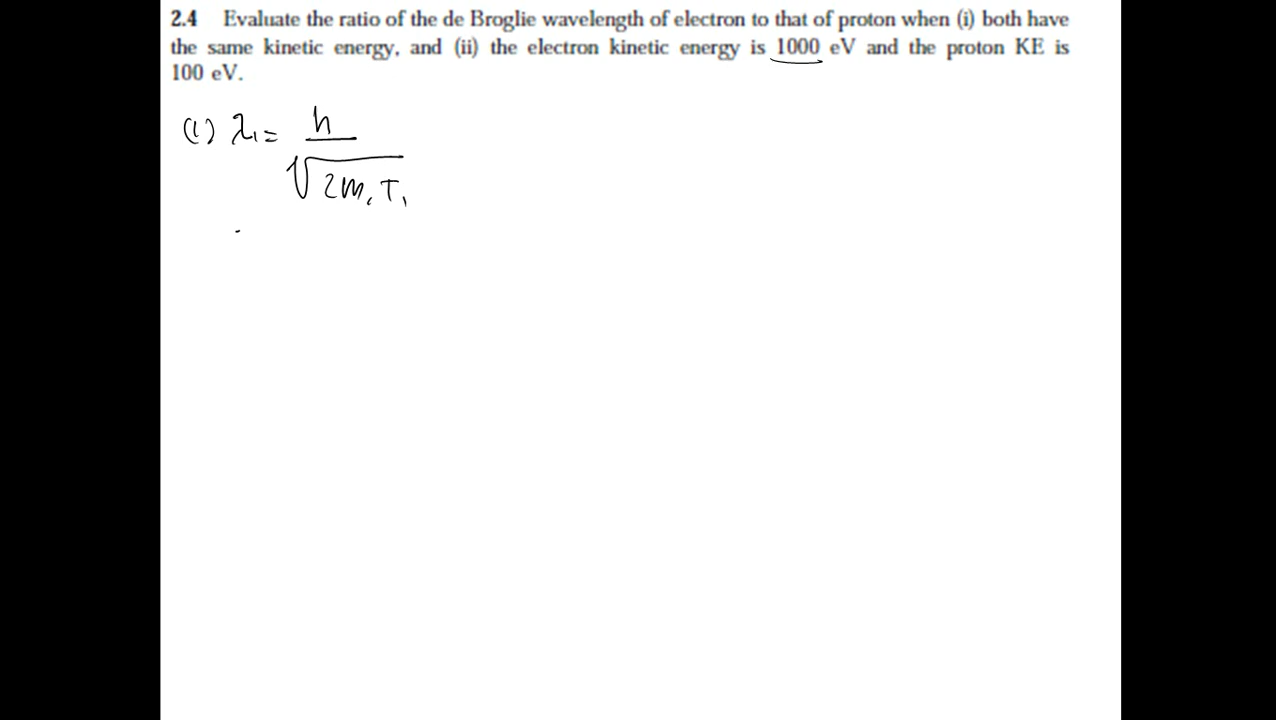 2.4 Evaluate the ratio of the de Broglie wavelength of electron to that of proton when (i) both have
the same kinetic energy, and (ii) the electron kinetic energy is 1000 eV and the proton KE is
100 eV.
(i) λ₁ = h
√2m₁T₁